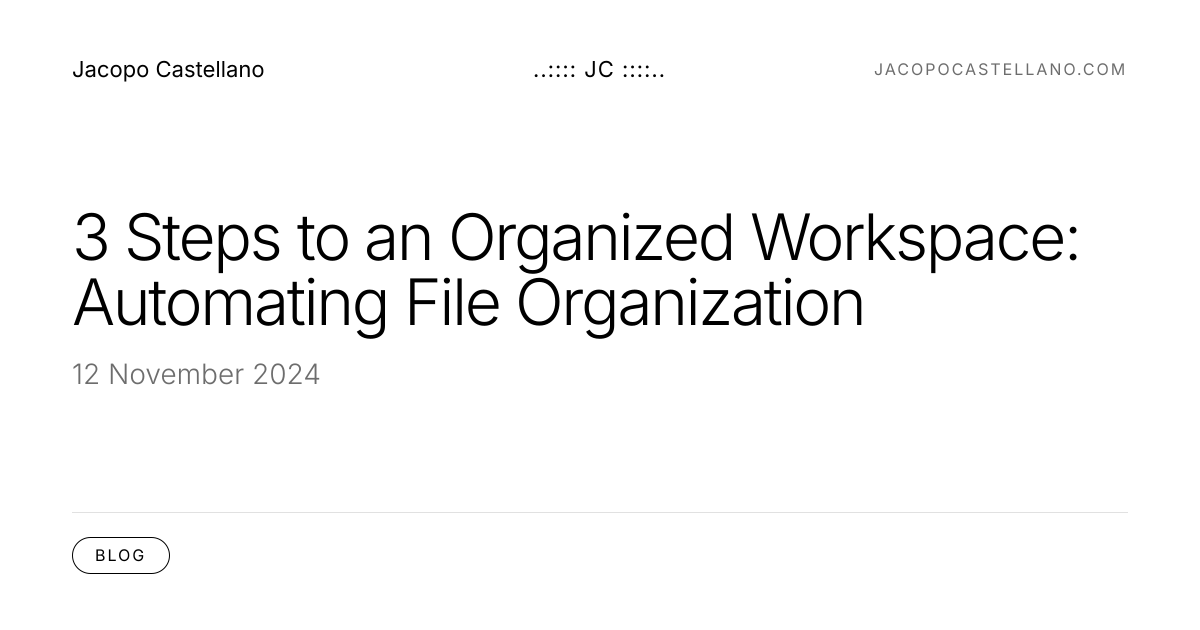 Jacopo Castellano
..:::: JC ::::..
JACOPOCASTELLANO.COM
3 Steps to an Organized Workspace:
Automating File Organization
12 November 2024
BLOG